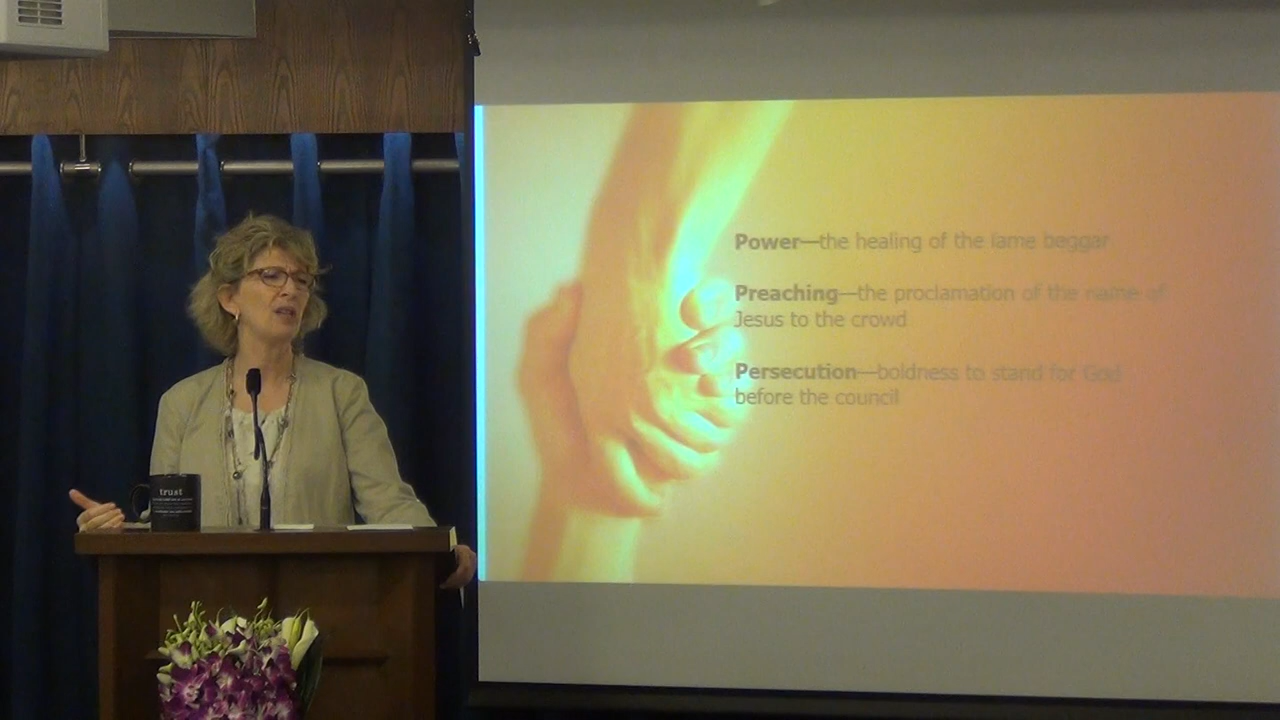 Power—the healing of the lame beggar
Preaching—the proclamation of the name of
Jesus to the crowd
Persecution—boldness to stand for God
before the council
trust